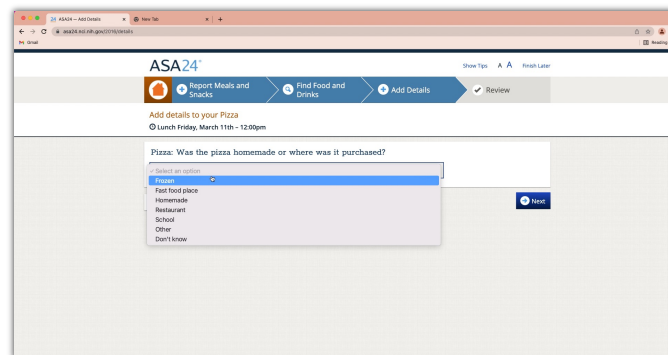 24 ASA24 — Add Details
New Tab
asa24.nci.nih.gov/2016/details
Gmail
Reading
ASA24®
Show Tips A A Finish Later
Report Meals and Snacks
Find Food and Drinks
Add Details
Review
Add details to your Pizza
Lunch Friday, March 11th – 12:00pm
Pizza: Was the pizza homemade or where was it purchased?
Select an option
Frozen
Fast food place
Homemade
Restaurant
School
Other
Don't know
Next